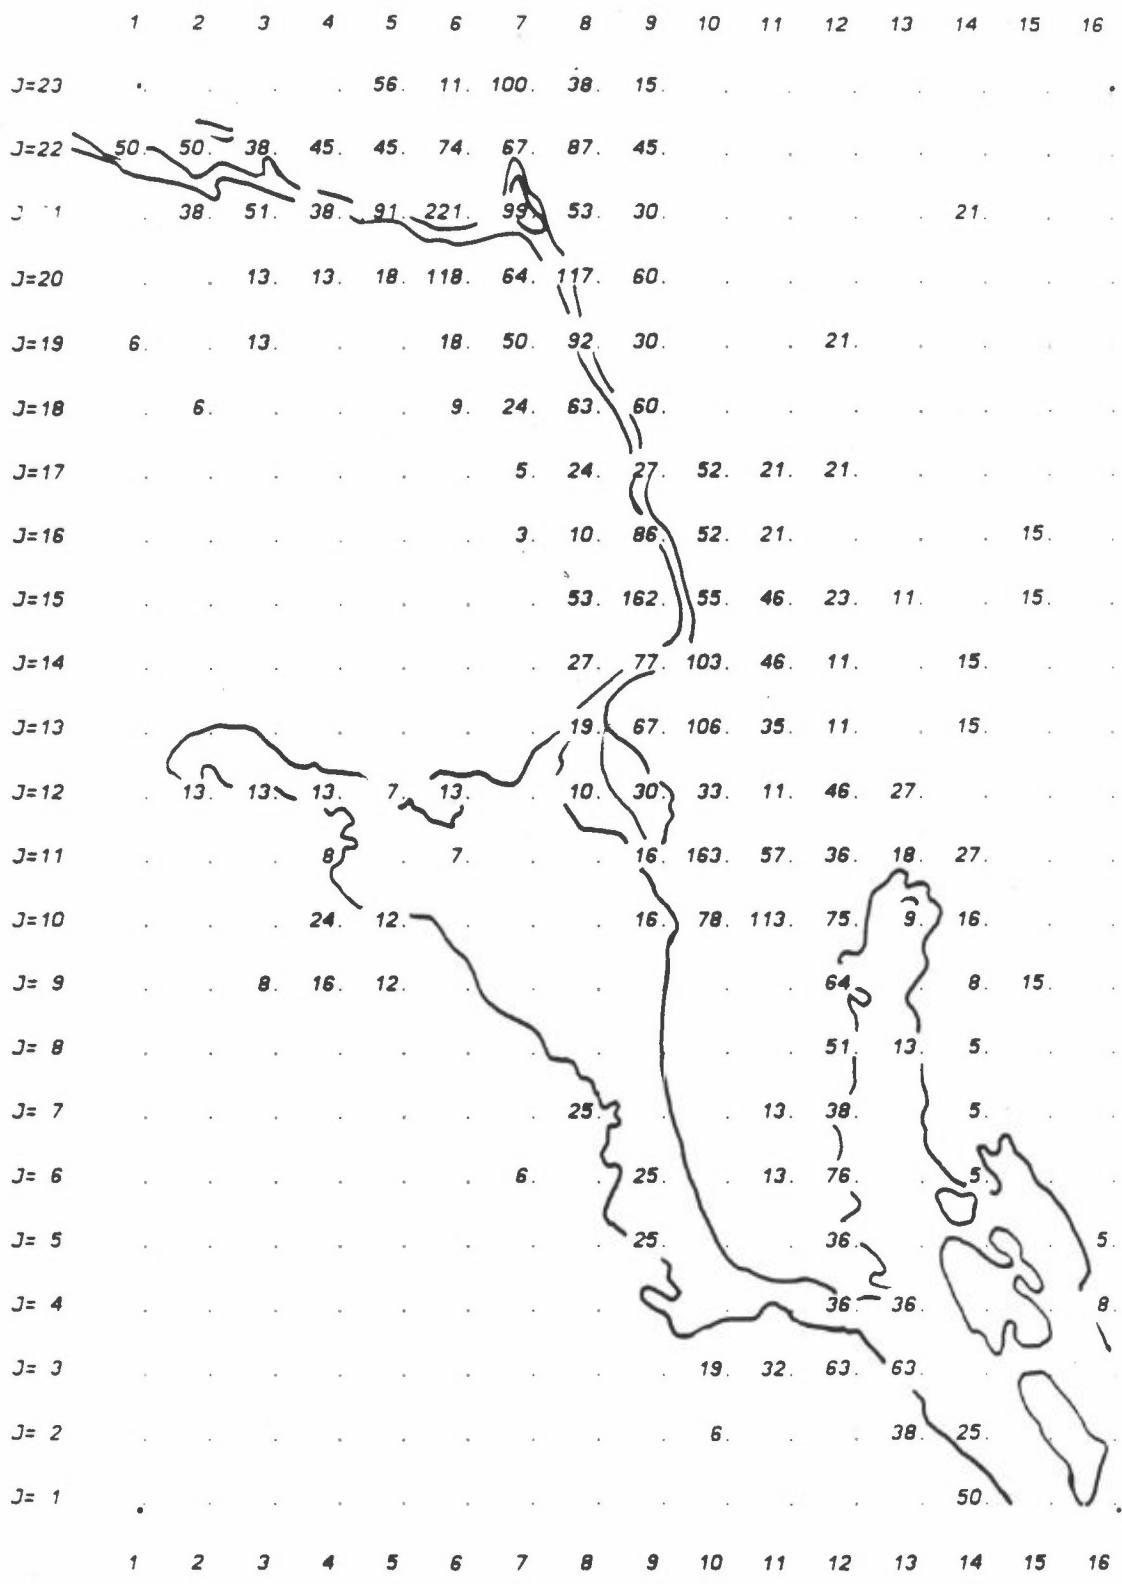 1 2 3 4 5 6 7 8 9 10 11 12 13 14 15 16
J=23 . . . . 56. 11. 100. 38. 15. . . . . . . .
J=22 50. 50. 38. 45. 45. 74. 67. 87. 45. . . . . . . .
J 1 . 38. 51. 38. 91. 221. 99. 53. 30. . . . . 21. . .
J=20 . . 13. 13. 18. 118. 64. 117. 60. . . . . . . .
J=19 6. . 13. . . 18. 50. 92. 30. . . 21. . . . .
J=18 . 6. . . . 9. 24. 63. 60. . . . . . . .
J=17 . . . . . . 5. 24. 27. 52. 21. 21. . . . .
J=16 . . . . . . 3. 10. 86. 52. 21. . . . 15. .
J=15 . . . . . . . 53. 162. 55. 46. 23. 11. . 15. .
J=14 . . . . . . . 27. 77. 103. 46. 11. . 15. . .
J=13 . . . . . . . 19. 67. 106. 35. 11. . 15. . .
J=12 . 13. 13. 13. 7. 13. . 10. 30. 33. 11. 46. 27. . . .
J=11 . . . 8. . 7. . . 16. 163. 57. 36. 18. 27. . .
J=10 . . . 24. 12. . . . 16. 78. 113. 75. 9. 16. . .
J= 9 . . 8. 16. 12. . . . . . . 64. . 8. 15. .
J= 8 . . . . . . . . . . . 51. 13. 5. . .
J= 7 . . . . . . . 25. . . 13. 38. . 5. . .
J= 6 . . . . . . 6. . 25. . 13. 76. . 5. . .
J= 5 . . . . . . . . 25. . . 36. . . . 5.
J= 4 . . . . . . . . . . . 36. 36. . . 8.
J= 3 . . . . . . . . . 19. 32. 63. 63. . . .
J= 2 . . . . . . . . . 6. . . 38. 25. . .
J= 1 . . . . . . . . . . . . . 50. . .
1 2 3 4 5 6 7 8 9 10 11 12 13 14 15 16